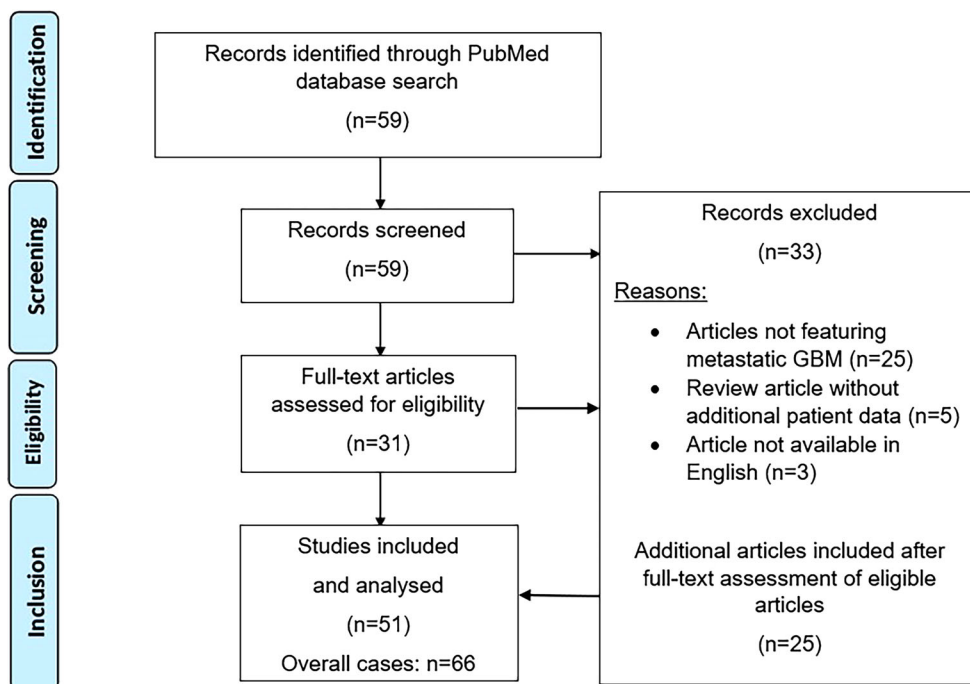 Identification
Records identified through PubMed
database search
(n=59)
Screening
Records screened
(n=59)
Records excluded
(n=33)
Reasons:
• Articles not featuring
metastatic GBM (n=25)
• Review article without
additional patient data (n=5)
• Article not available in
English (n=3)
Eligibility
Full-text articles
assessed for eligibility
(n=31)
Inclusion
Studies included
and analysed
(n=51)
Overall cases: n=66
Additional articles included after
full-text assessment of eligible
articles
(n=25)